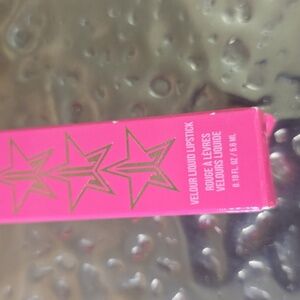 VELOUR LIQUID LIPSTICK
ROUGE À LÈVRES
VELOURS LIQUIDE
0.19 FL. OZ / 5.6 ML